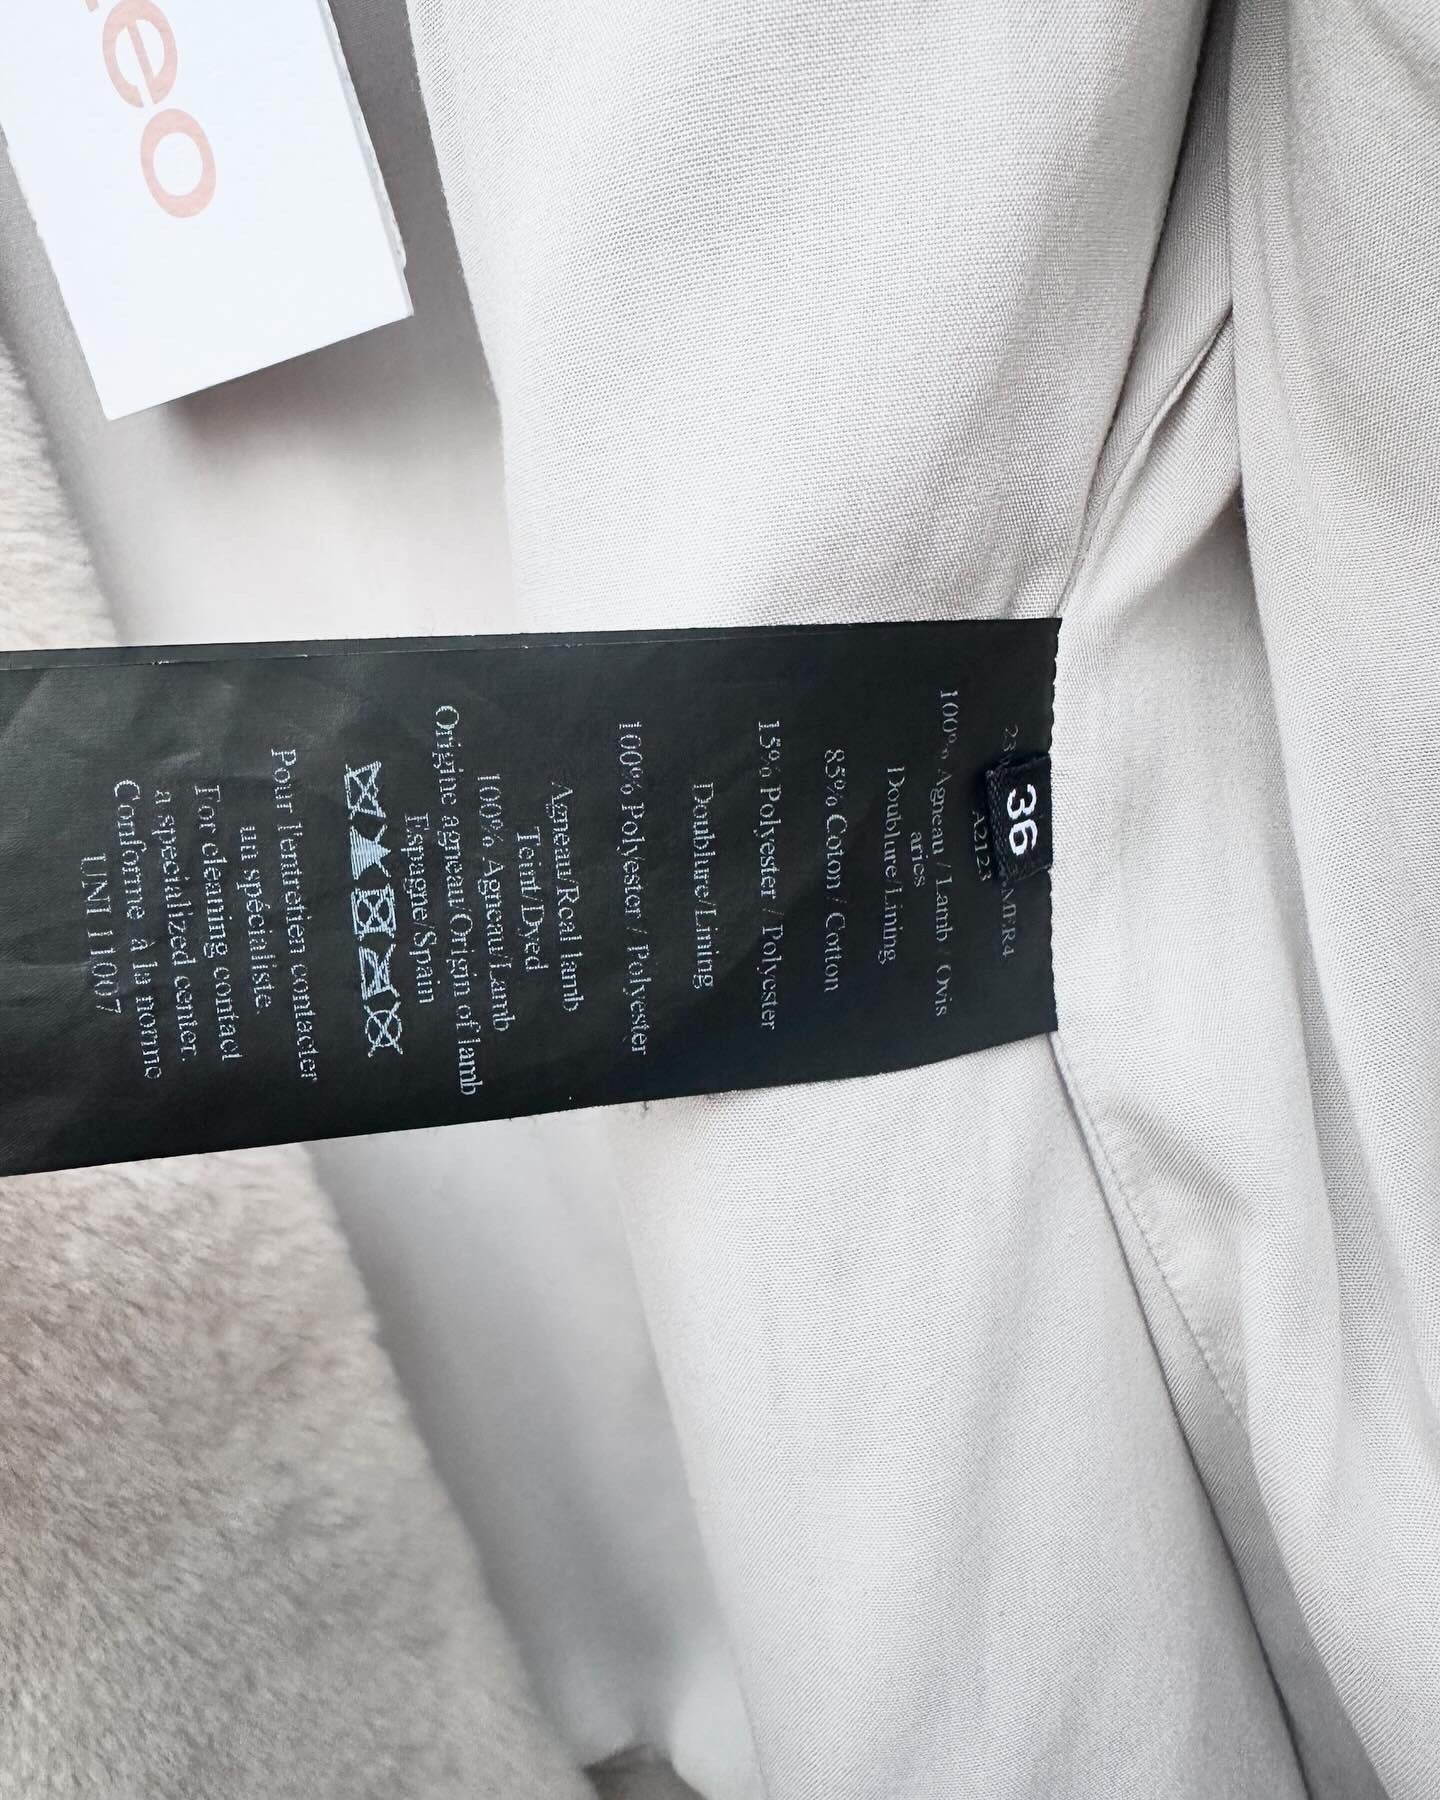 eo
36
A2123
100% Agneau / Lamb / Ovis
aries
Doublure/Lining
85% Coton / Cotton
15% Polyester / Polyester
Doublure/Lining
100% Polyester / Polyester
Agneau/Real lamb
Teint/Dyed
100% Agneau/Lamb
Origine agneau/Origin of lamb
Espagne/Spain
Pour l'entretien contacter
un spécialiste.
For cleaning contact
a specialized center.
Conforme à la norme
UNI 11007